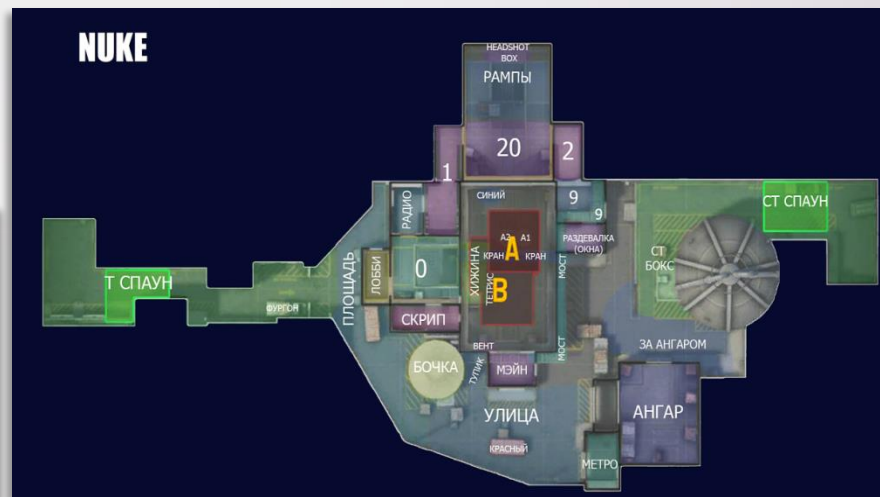 NUKE
HEADSHOT
BOX
РАМПЫ
20
1
2
СИНИЙ
9
9
РАДИО
СТ СПАУН
А2 А1
A
КРАН КРАН
РАЗДЕВАЛКА
(ОКНА)
СТ
БОКС
ПЛОЩАДЬ
ЛОББИ
0
ХИЖИНА
ТЕТРИС
B
МОСТ
Т СПАУН
ФУРГОН
СКРИП
МОСТ
ЗА АНГАРОМ
ВЕНТ
БОЧКА
ТУПИК
МЭЙН
УЛИЦА
АНГАР
КРАСНЫЙ
МЕТРО